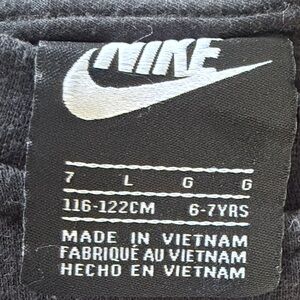 NIKE
7 L G G
116-122CM 6-7YRS
MADE IN VIETNAM
FABRIQUÉ AU VIETNAM
HECHO EN VIETNAM